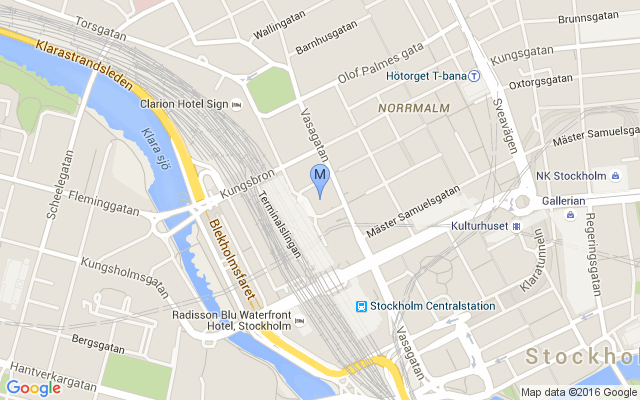 Torsgatan
Wallingatan
Barnhusgatan
Brunnsgatan
Kungsgatan
Klarastrandsleden
Olof Palmes gata
Hötorget T-bana
Oxtorgsgatan
Clarion Hotel Sign
NORRMALM
Sveavägen
Vasagatan
Mäster Samuelsgatan
Klara sjö
Scheelegatan
Kungsbron
M
NK Stockholm
Fleminggatan
Terminalslingan
Mäster Samuelsgatan
Gallerian
Blekholmsfaret
Kulturhuset
Regeringsgatan
Klaratunneln
Kungsholmsgatan
Radisson Blu Waterfront
Hotel, Stockholm
Stockholm Centralstation
Vasagatan
Bergsgatan
Stockhol
Hantverkargatan
Google
Map data ©2016 Google